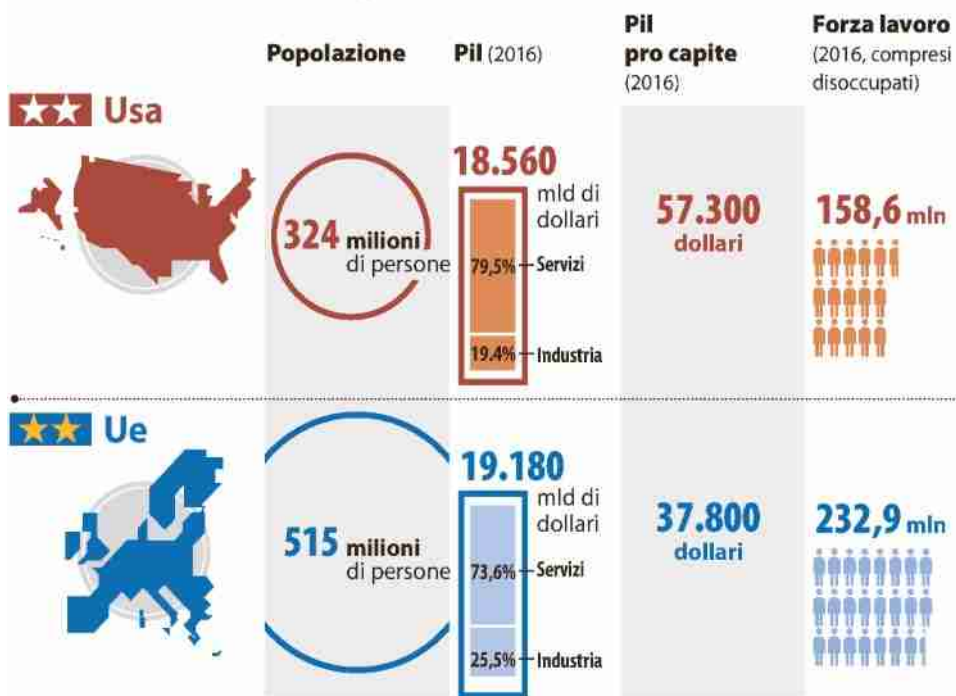 Popolazione
Pil (2016)
Pil
pro capite
(2016)
Forza lavoro
(2016, compresi
disoccupati)
Usa
324 milioni
di persone
18.560
mld di
dollari
79,5% Servizi
19.4% Industria
57.300
dollari
158,6 mln
Ue
515 milioni
di persone
19.180
mld di
dollari
73,6% Servizi
25,5% Industria
37.800
dollari
232,9 mln